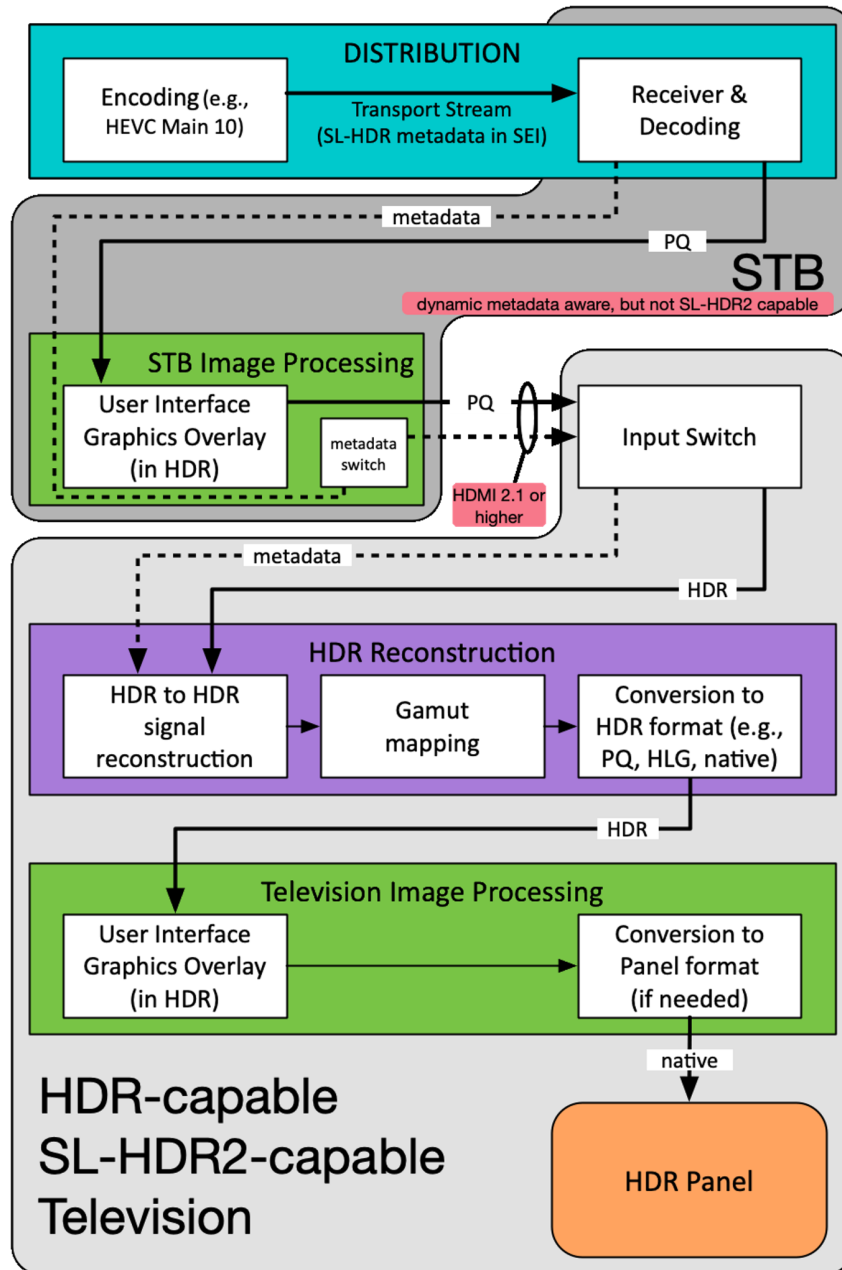 DISTRIBUTION
Encoding (e.g.,
HEVC Main 10)
Transport Stream
(SL-HDR metadata in SEI)
Receiver &
Decoding
metadata
PQ
STB
dynamic metadata aware, but not SL-HDR2 capable
STB Image Processing
User Interface
Graphics Overlay
(in HDR)
metadata
switch
PQ
HDMI 2.1 or
higher
Input Switch
metadata
HDR
HDR Reconstruction
HDR to HDR
signal
reconstruction
Gamut
mapping
Conversion to
HDR format (e.g.,
PQ, HLG, native)
HDR
Television Image Processing
User Interface
Graphics Overlay
(in HDR)
Conversion to
Panel format
(if needed)
native
HDR-capable
SL-HDR2-capable
Television
HDR Panel